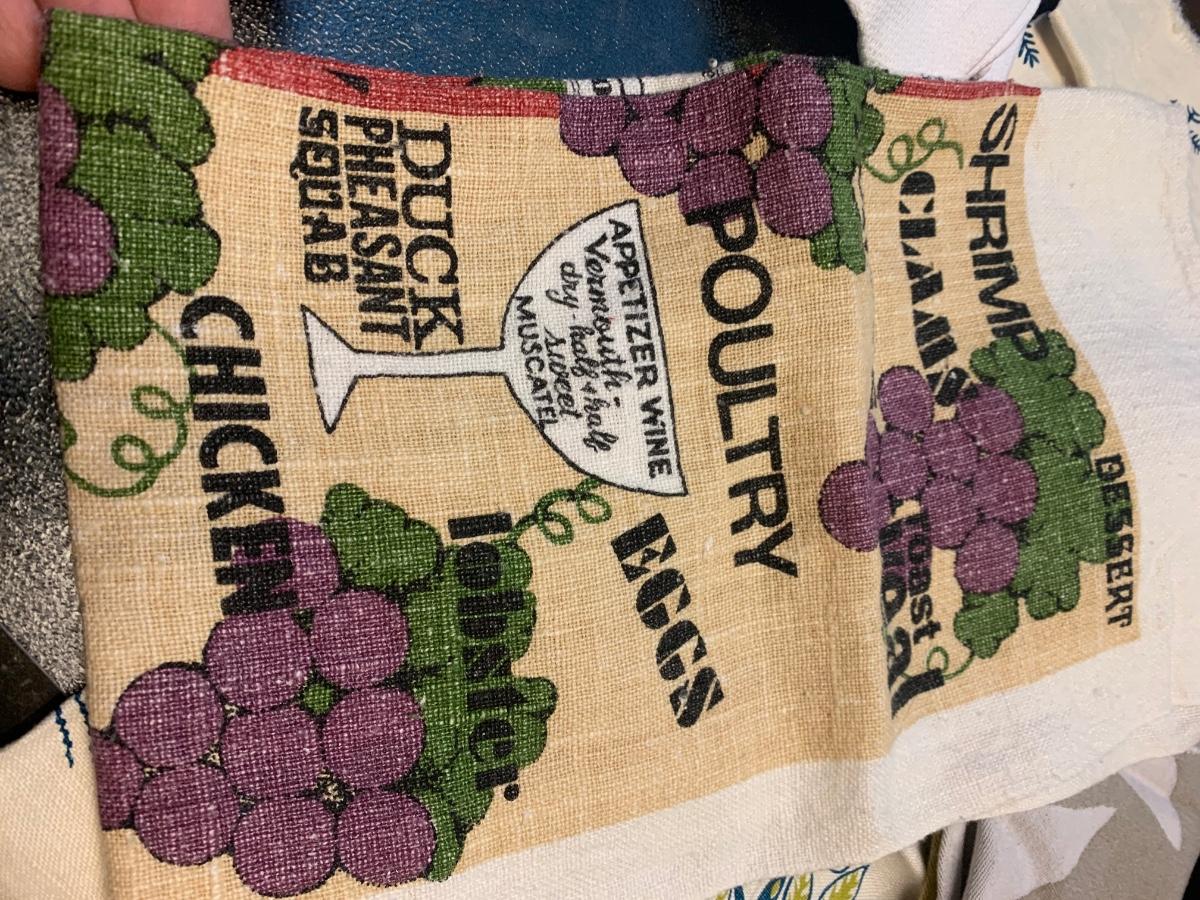 DESSERT
SHRIMP
CLAMS
roast
POULTRY
EGGS
APPETIZER WINE
Vermouth-
dry half & half
sweet
MUSCATEL
DUCK
PHEASANT
SQUAB
lobster
CHICKEN